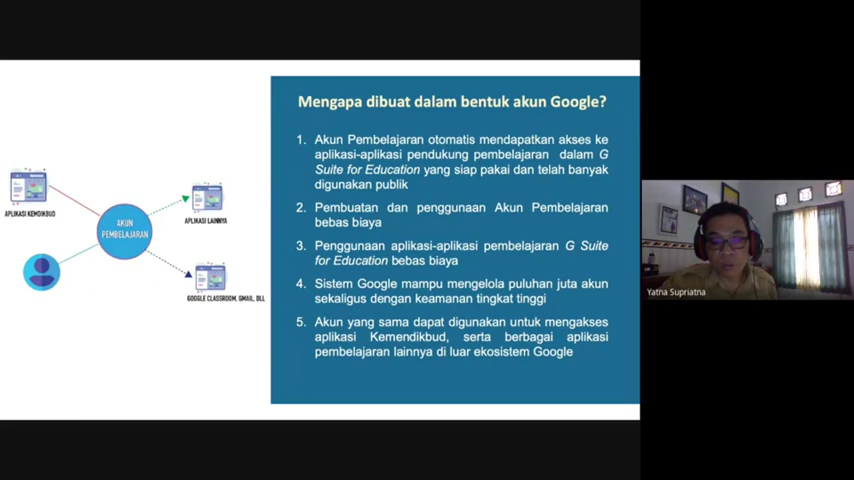 Mengapa dibuat dalam bentuk akun Google?
1. Akun Pembelajaran otomatis mendapatkan akses ke
aplikasi-aplikasi pendukung pembelajaran dalam G
Suite for Education yang siap pakai dan telah banyak
digunakan publik
2. Pembuatan dan penggunaan Akun Pembelajaran
bebas biaya
3. Penggunaan aplikasi-aplikasi pembelajaran G Suite
for Education bebas biaya
4. Sistem Google mampu mengelola puluhan juta akun
sekaligus dengan keamanan tingkat tinggi
5. Akun yang sama dapat digunakan untuk mengakses
aplikasi Kemendikbud, serta berbagai aplikasi
pembelajaran lainnya di luar ekosistem Google
APLIKASI KEMDIKBUD
AKUN
PEMBELAJARAN
APLIKASI LAINNYA
GOOGLE CLASSROOM, GMAIL, DLL
Yatna Supriatna